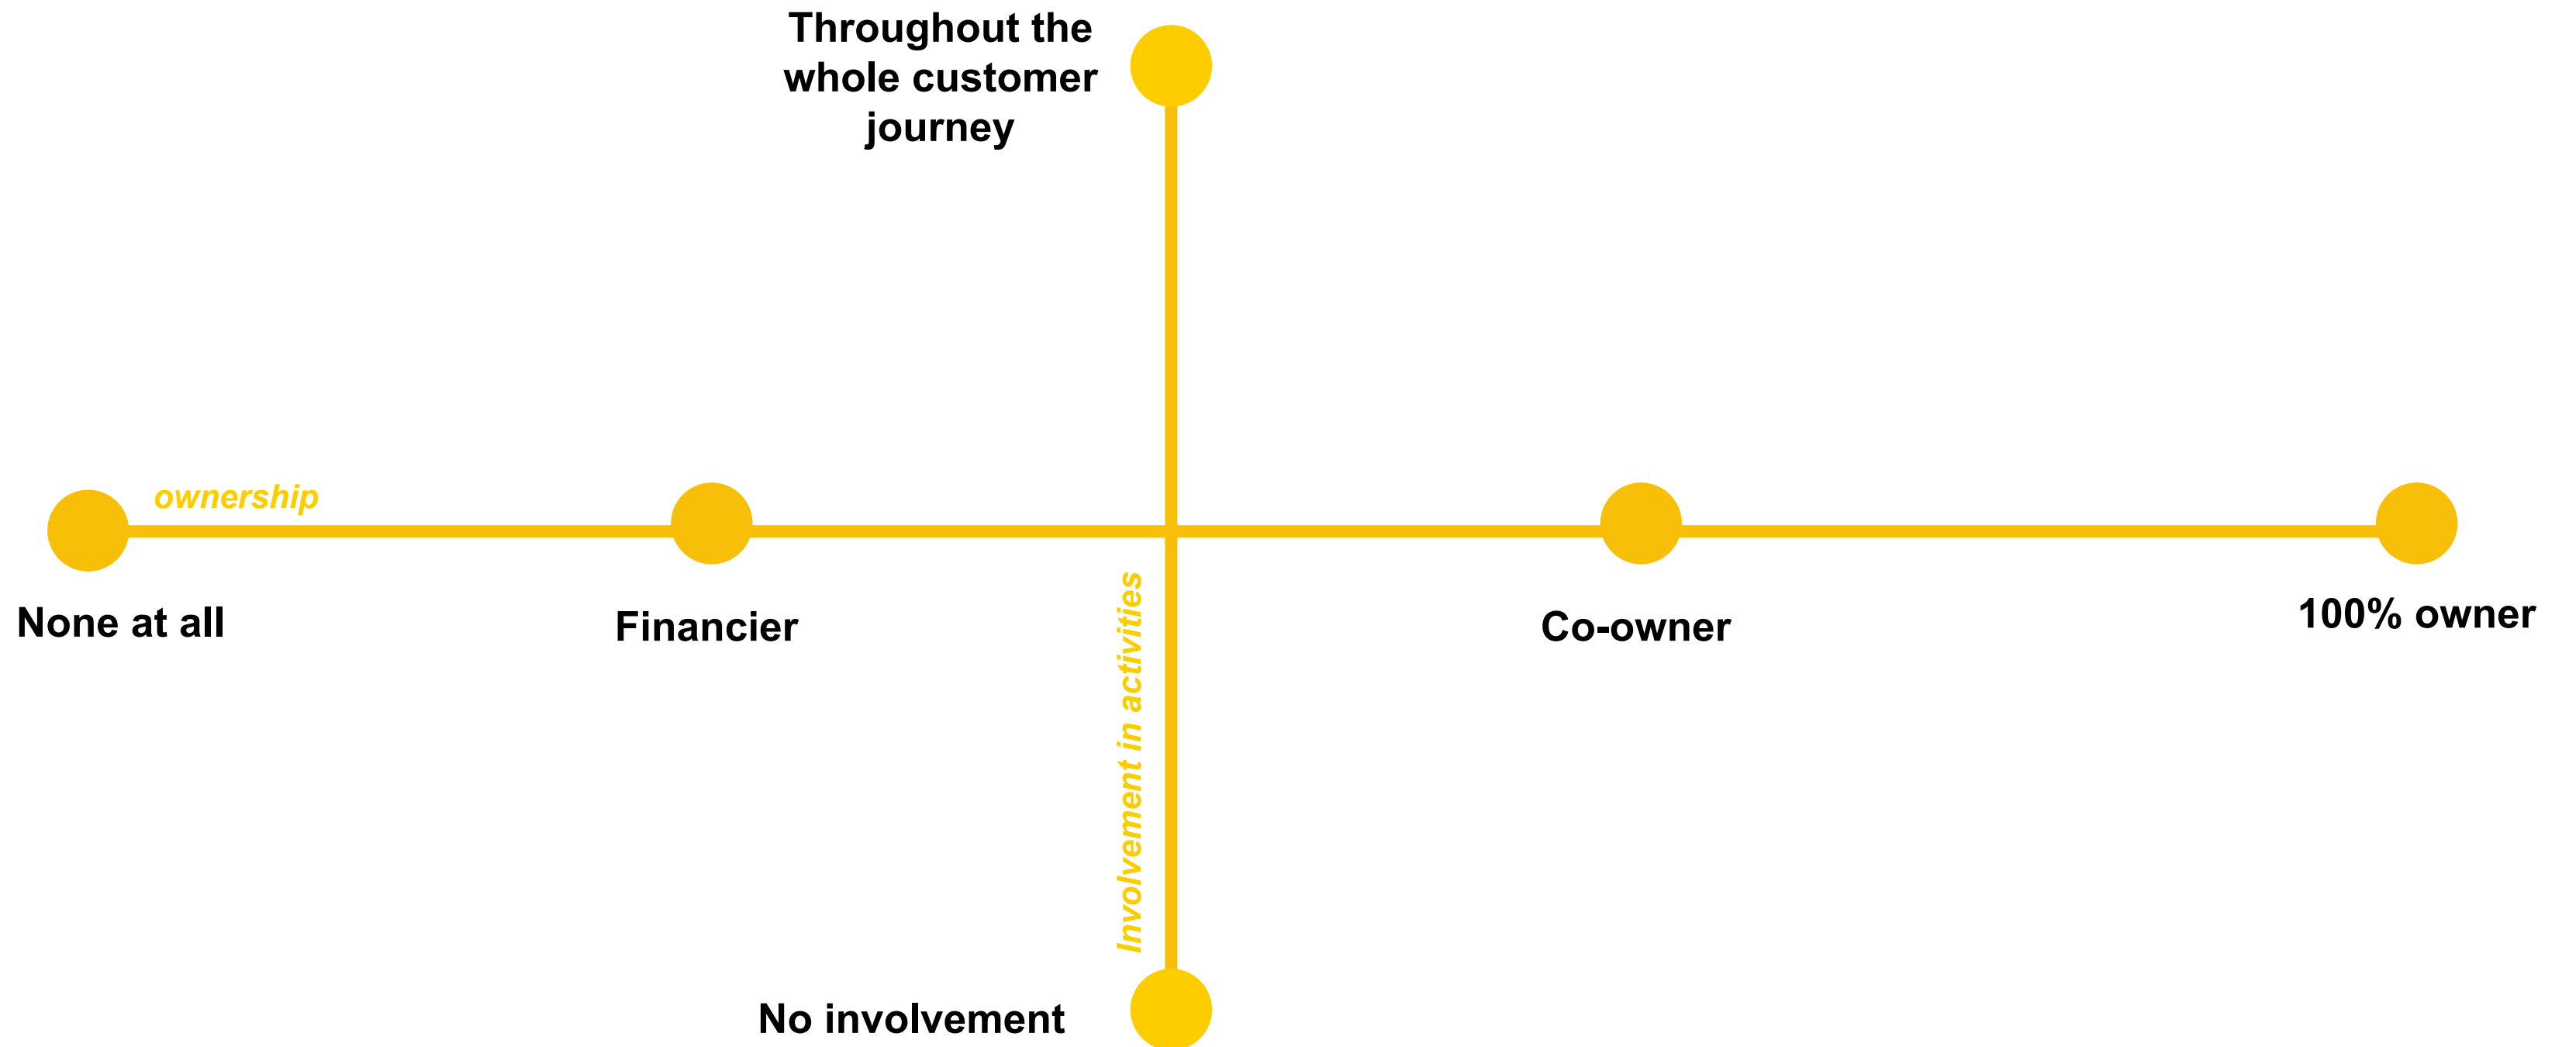 Throughout the
whole customer
journey
ownership
None at all
Financier
Co-owner
100% owner
Involvement in activities
No involvement